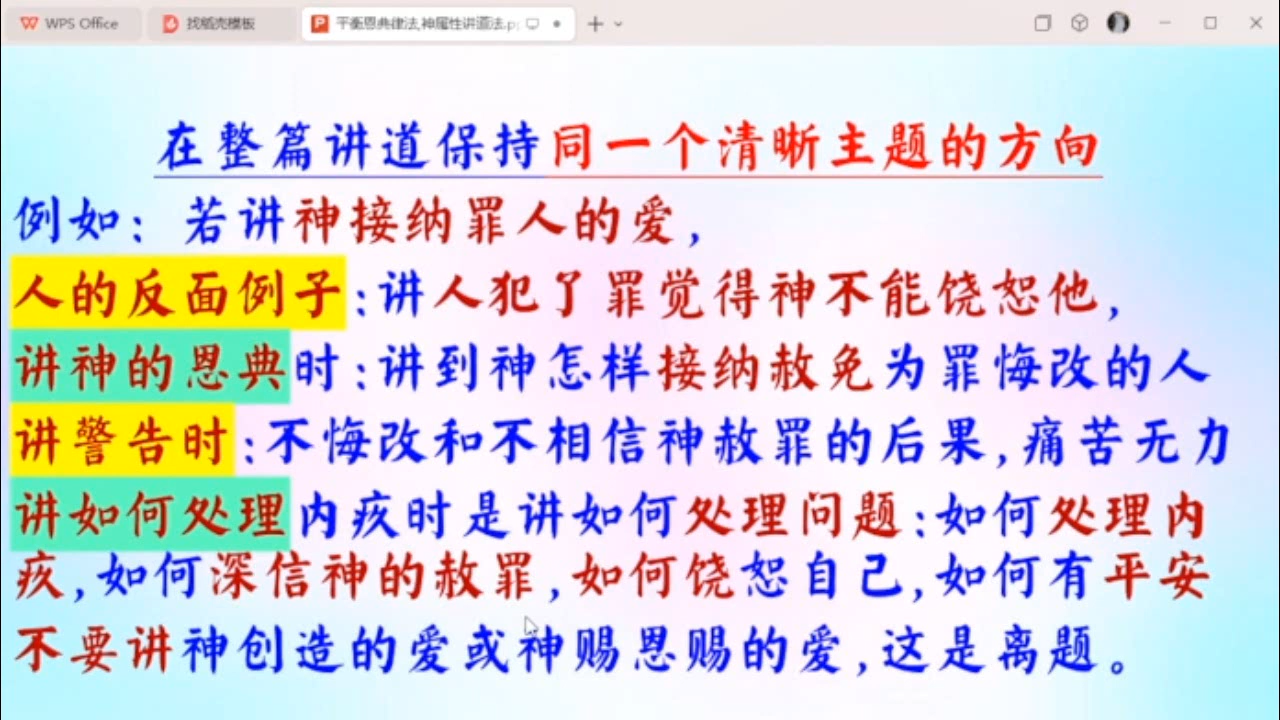 WPS Office 找稻壳模板 平衡恩典律法,神属性讲道法.pp
在整篇讲道保持同一个清晰主题的方向
例如：若讲神接纳罪人的爱,
人的反面例子:讲人犯了罪觉得神不能饶恕他,
讲神的恩典时:讲到神怎样接纳赦免为罪悔改的人
讲警告时:不悔改和不相信神赦罪的后果,痛苦无力
讲如何处理内疚时是讲如何处理问题:如何处理内
疚,如何深信神的赦罪,如何饶恕自己,如何有平安
不要讲神创造的爱或神赐恩赐的爱,这是离题。